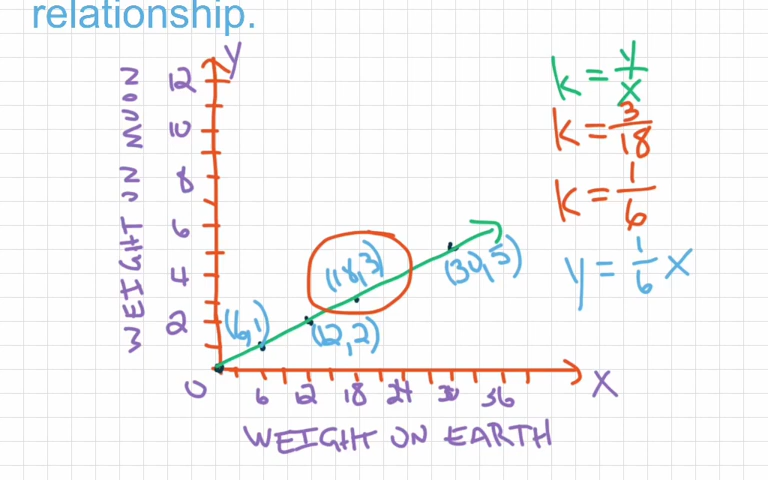 relationship.
y
WEIGHT ON MOON
12
10
8
6
4
2
0
(6,1)
(12,2)
(18,3)
(30,5)
6 12 18 24 30 36
x
WEIGHT ON EARTH
k = y/x
k = 3/18
k = 1/6
y = 1/6 x